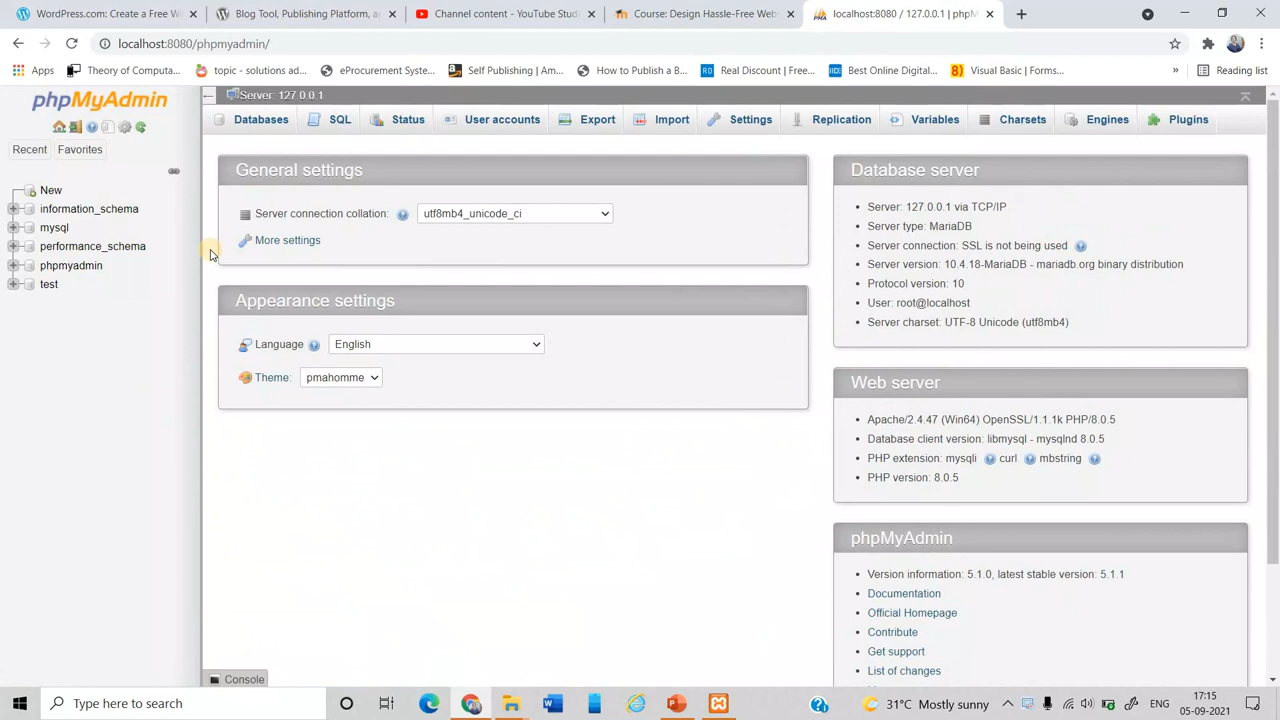 WordPress.com: Create a Free W
Blog Tool, Publishing Platform, a
Channel content - YouTube Stud
Course: Design Hassle-Free Web
localhost:8080 / 127.0.0.1 | phpM
localhost:8080/phpmyadmin/
Apps
Theory of Computa...
topic - solutions ad...
eProcurement Syst...
Self Publishing | Am...
How to Publish a B...
Real Discount | Free...
Best Online Digital...
Visual Basic | Forms...
»
Reading list
phpMyAdmin
Recent
Favorites
New
information_schema
mysql
performance_schema
phpmyadmin
test
Server: 127.0.0.1
Databases
SQL
Status
User accounts
Export
Import
Settings
Replication
Variables
Charsets
Engines
Plugins
General settings
Server connection collation:
utf8mb4_unicode_ci
More settings
Appearance settings
Language
English
Theme:
pmahomme
Database server
Server: 127.0.0.1 via TCP/IP
Server type: MariaDB
Server connection: SSL is not being used
Server version: 10.4.18-MariaDB - mariadb.org binary distribution
Protocol version: 10
User: root@localhost
Server charset: UTF-8 Unicode (utf8mb4)
Web server
Apache/2.4.47 (Win64) OpenSSL/1.1.1k PHP/8.0.5
Database client version: libmysql - mysqlnd 8.0.5
PHP extension: mysqli curl mbstring
PHP version: 8.0.5
phpMyAdmin
Version information: 5.1.0, latest stable version: 5.1.1
Documentation
Official Homepage
Contribute
Get support
List of changes
Console
Type here to search
31°C Mostly sunny
ENG
17:15
05-09-2021